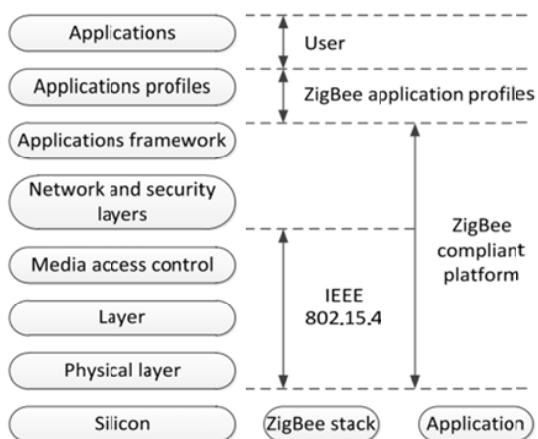 Applications
User
Applications profiles
ZigBee application profiles
Applications framework
Network and security
layers
ZigBee
compliant
platform
Media access control
IEEE
802.15.4
Layer
Physical layer
Silicon
ZigBee stack
Application